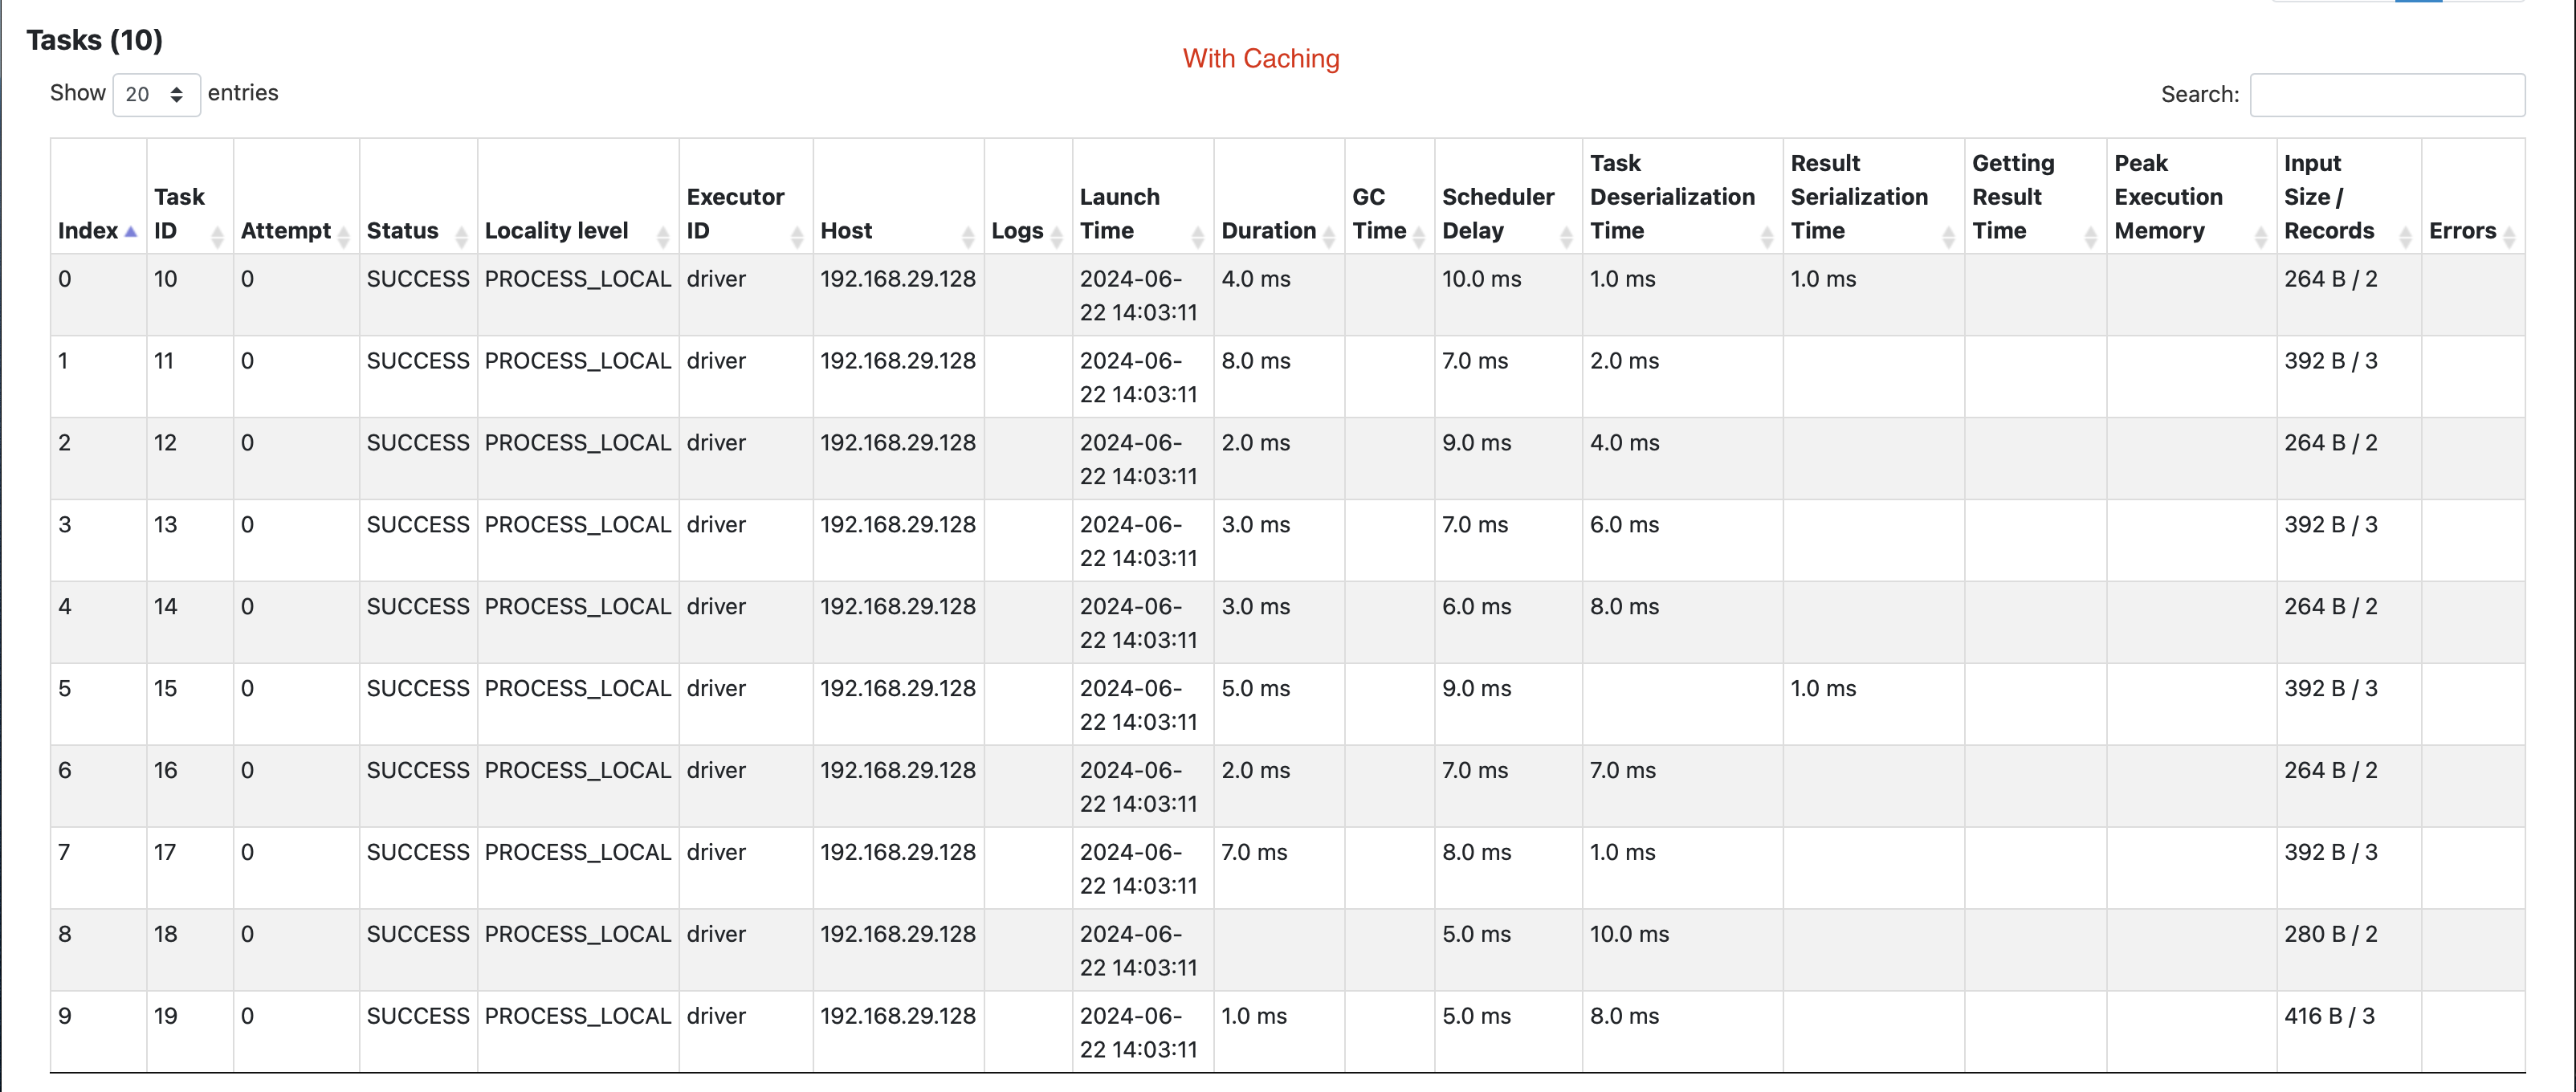 Tasks (10)
With Caching
Show 20 entries
Search:
Index Task ID Attempt Status Locality level Executor ID Host Logs Launch Time Duration GC Time Scheduler Delay Task Deserialization Time Result Serialization Time Getting Result Time Peak Execution Memory Input Size / Records Errors
0 10 0 SUCCESS PROCESS_LOCAL driver 192.168.29.128 2024-06-22 14:03:11 4.0 ms 10.0 ms 1.0 ms 1.0 ms 264 B / 2
1 11 0 SUCCESS PROCESS_LOCAL driver 192.168.29.128 2024-06-22 14:03:11 8.0 ms 7.0 ms 2.0 ms 392 B / 3
2 12 0 SUCCESS PROCESS_LOCAL driver 192.168.29.128 2024-06-22 14:03:11 2.0 ms 9.0 ms 4.0 ms 264 B / 2
3 13 0 SUCCESS PROCESS_LOCAL driver 192.168.29.128 2024-06-22 14:03:11 3.0 ms 7.0 ms 6.0 ms 392 B / 3
4 14 0 SUCCESS PROCESS_LOCAL driver 192.168.29.128 2024-06-22 14:03:11 3.0 ms 6.0 ms 8.0 ms 264 B / 2
5 15 0 SUCCESS PROCESS_LOCAL driver 192.168.29.128 2024-06-22 14:03:11 5.0 ms 9.0 ms 1.0 ms 392 B / 3
6 16 0 SUCCESS PROCESS_LOCAL driver 192.168.29.128 2024-06-22 14:03:11 2.0 ms 7.0 ms 7.0 ms 264 B / 2
7 17 0 SUCCESS PROCESS_LOCAL driver 192.168.29.128 2024-06-22 14:03:11 7.0 ms 8.0 ms 1.0 ms 392 B / 3
8 18 0 SUCCESS PROCESS_LOCAL driver 192.168.29.128 2024-06-22 14:03:11 5.0 ms 10.0 ms 280 B / 2
9 19 0 SUCCESS PROCESS_LOCAL driver 192.168.29.128 2024-06-22 14:03:11 1.0 ms 5.0 ms 8.0 ms 416 B / 3